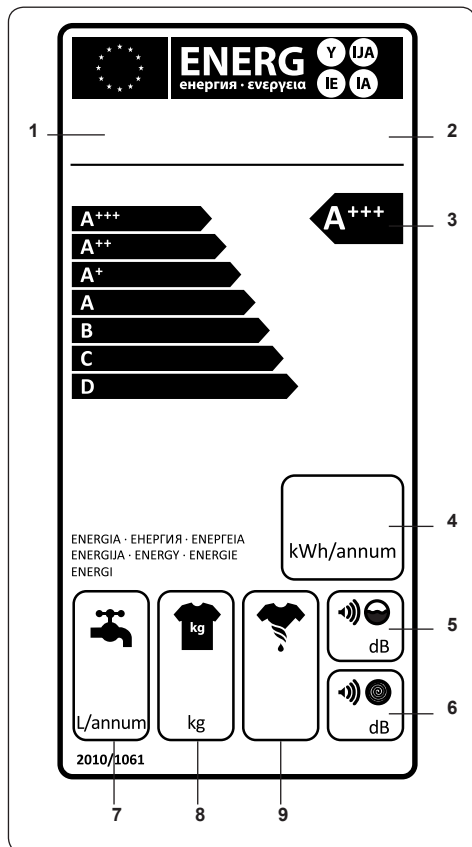 ENERG Y IJA
енергия · ενεργεια IE IA
1 2
A+++ A+++ 3
A++
A+
A
B
C
D
4
kWh/annum
ENERGIA · ЕНЕРГИЯ · ΕΝΕΡΓΕΙΑ
ENERGIJA · ENERGY · ENERGIE
ENERGI
kg
5
dB
6
L/annum kg dB
2010/1061
7 8 9